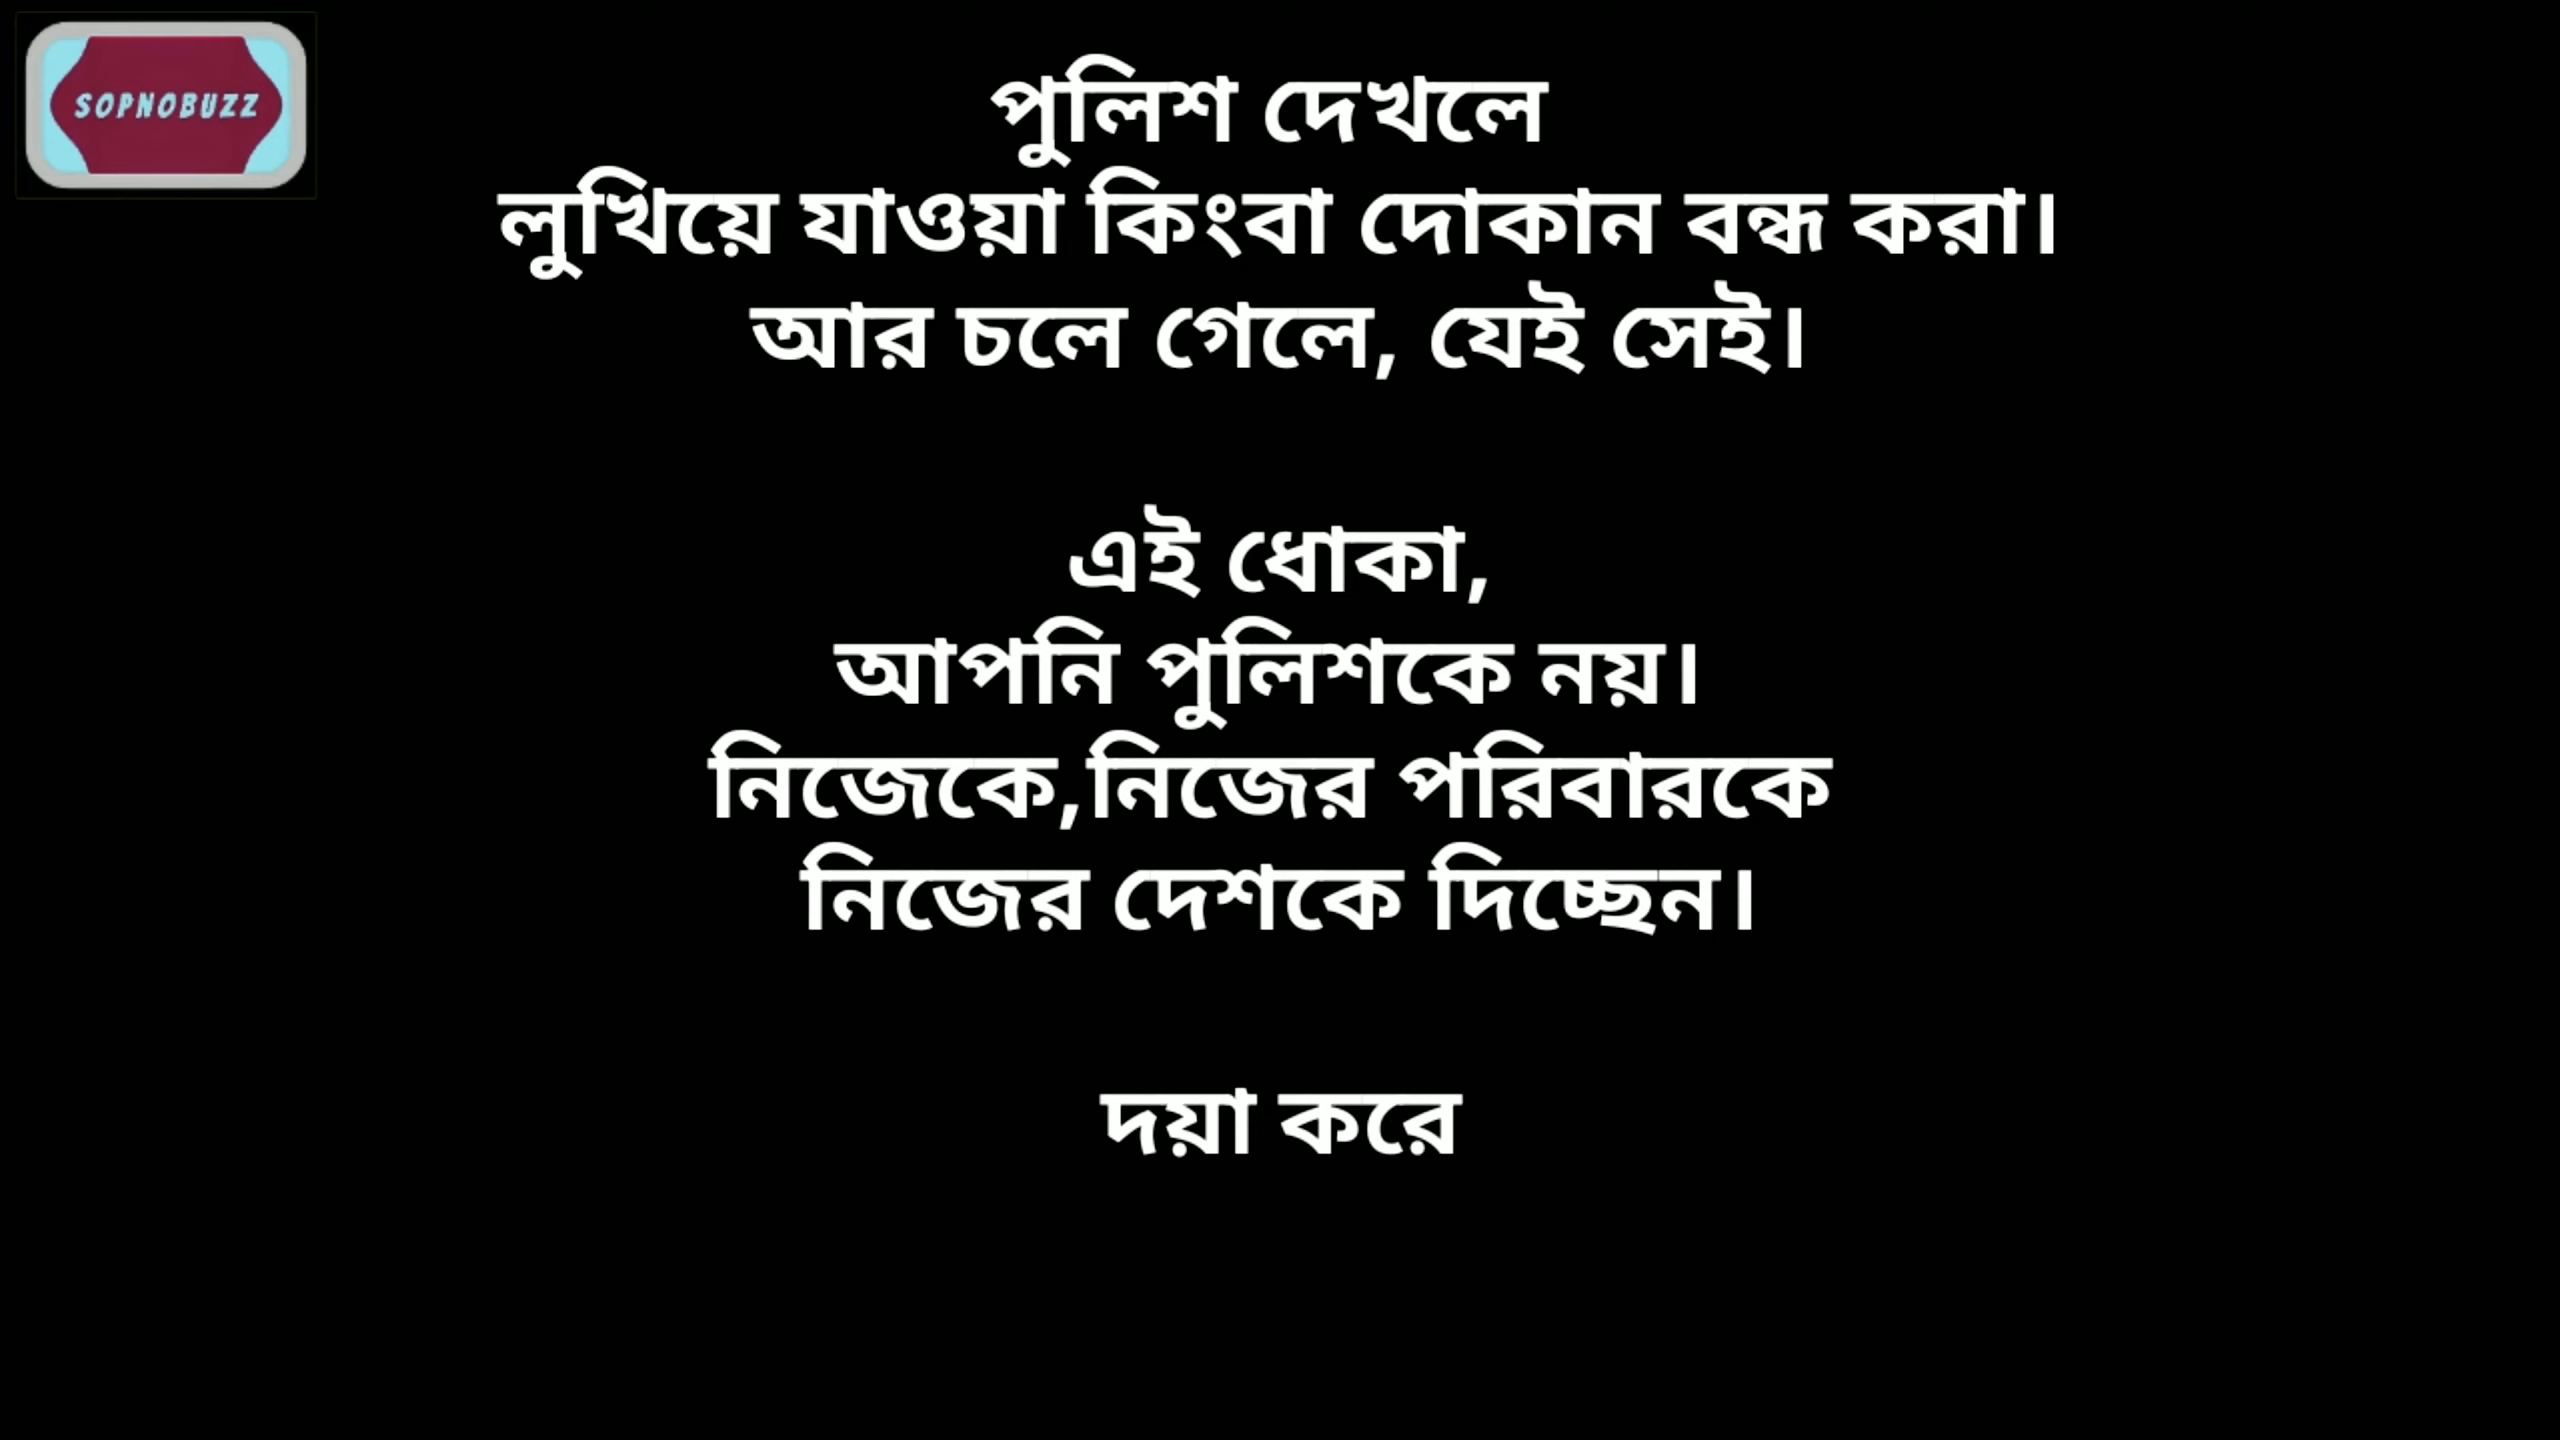 SOPNOBUZZ
পুলিশ দেখলে
লুখিয়ে যাওয়া কিংবা দোকান বন্ধ করা।
আর চলে গেলে, যেই সেই।
এই ধোকা,
আপনি পুলিশকে নয়।
নিজেকে,নিজের পরিবারকে
নিজের দেশকে দিচ্ছেন।
দয়া করে